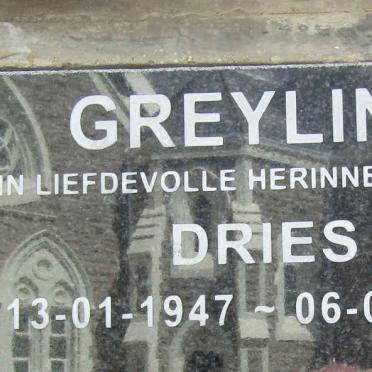 GREYLIN
IN LIEFDEVOLLE HERINNE
DRIES
13-01-1947 ~ 06-0